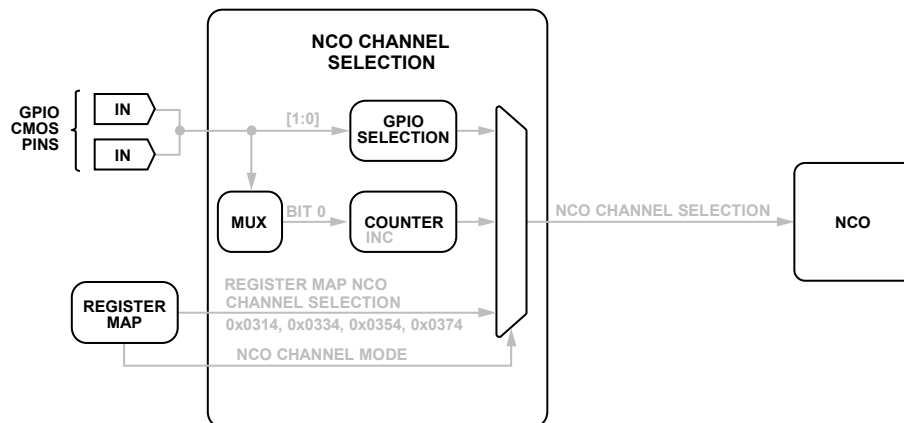 NCO CHANNEL
SELECTION
GPIO
CMOS
PINS
IN
IN
[1:0]
GPIO
SELECTION
MUX
BIT 0
COUNTER
INC
NCO CHANNEL SELECTION
NCO
REGISTER
MAP
REGISTER MAP NCO
CHANNEL SELECTION
0x0314, 0x0334, 0x0354, 0x0374
NCO CHANNEL MODE